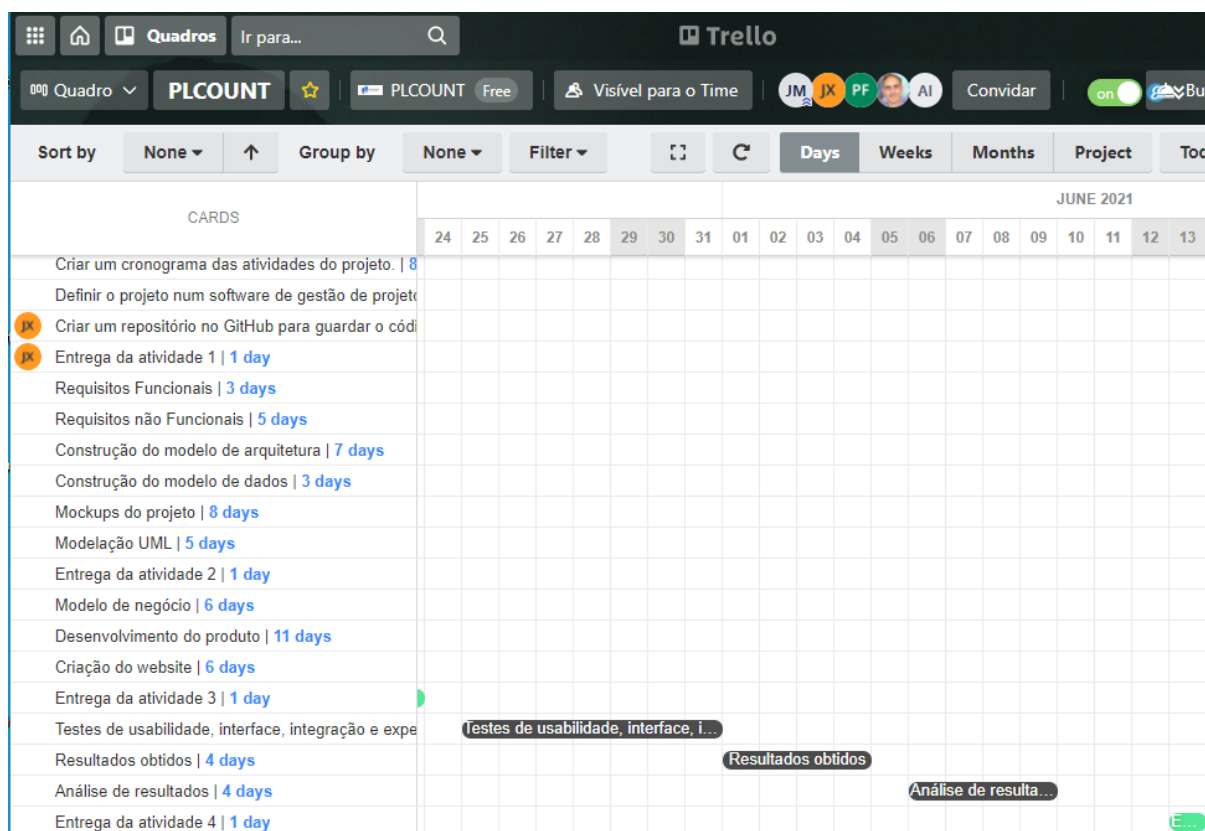 Quadros Ir para... Trello
Quadro PLCOUNT PLCOUNT Free Visível para o Time JM JX PF AI Convidar on Bu
Sort by None Group by None Filter Days Weeks Months Project Tod
CARDS
JUNE 2021
24 25 26 27 28 29 30 31 01 02 03 04 05 06 07 08 09 10 11 12 13
Criar um cronograma das atividades do projeto. | 8
Definir o projeto num software de gestão de projeto
JX Criar um repositório no GitHub para guardar o códi
JX Entrega da atividade 1 | 1 day
Requisitos Funcionais | 3 days
Requisitos não Funcionais | 5 days
Construção do modelo de arquitetura | 7 days
Construção do modelo de dados | 3 days
Mockups do projeto | 8 days
Modelação UML | 5 days
Entrega da atividade 2 | 1 day
Modelo de negócio | 6 days
Desenvolvimento do produto | 11 days
Criação do website | 6 days
Entrega da atividade 3 | 1 day
Testes de usabilidade, interface, integração e expe Testes de usabilidade, interface, i...
Resultados obtidos | 4 days Resultados obtidos
Análise de resultados | 4 days Análise de resulta...
Entrega da atividade 4 | 1 day E...